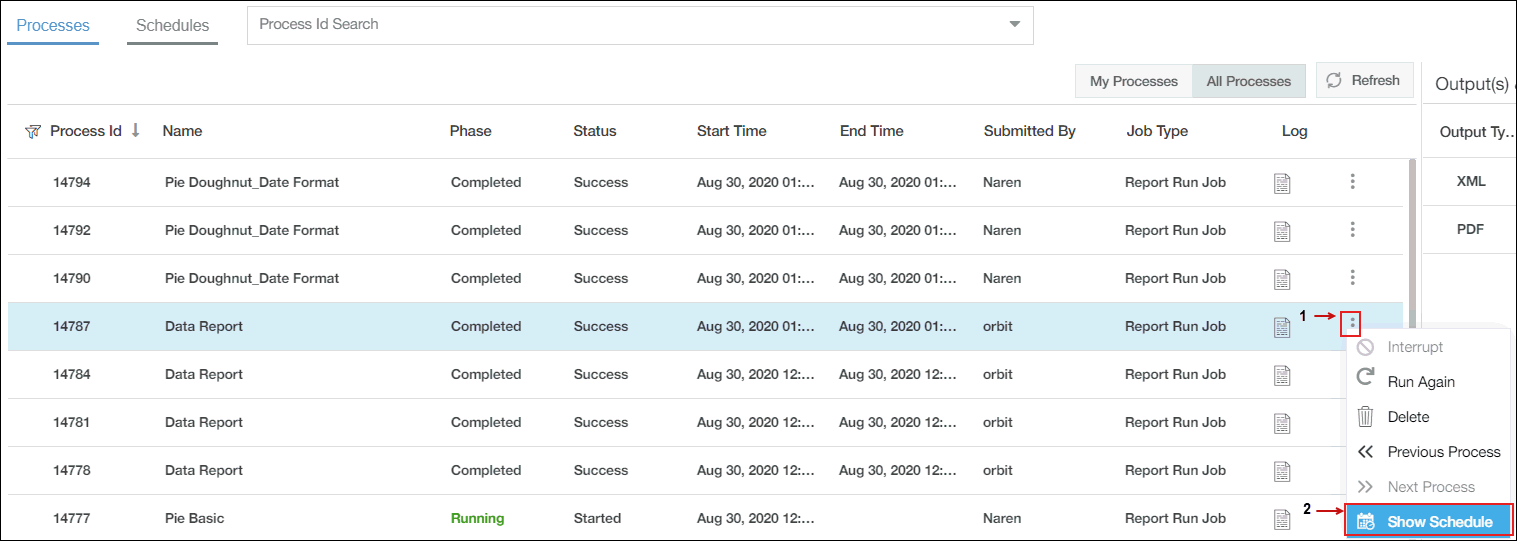 Processes Schedules Process Id Search
My Processes All Processes Refresh Output(s)
Process Id Name Phase Status Start Time End Time Submitted By Job Type Log Output Ty...
14794 Pie Doughnut_Date Format Completed Success Aug 30, 2020 01:... Aug 30, 2020 01:... Naren Report Run Job XML
14792 Pie Doughnut_Date Format Completed Success Aug 30, 2020 01:... Aug 30, 2020 01:... Naren Report Run Job PDF
14790 Pie Doughnut_Date Format Completed Success Aug 30, 2020 01:... Aug 30, 2020 01:... Naren Report Run Job
14787 Data Report Completed Success Aug 30, 2020 01:... Aug 30, 2020 01:... orbit Report Run Job 1
Interrupt
14784 Data Report Completed Success Aug 30, 2020 12:... Aug 30, 2020 12:... orbit Report Run Job Run Again
14781 Data Report Completed Success Aug 30, 2020 12:... Aug 30, 2020 12:... orbit Report Run Job Delete
Previous Process
14778 Data Report Completed Success Aug 30, 2020 12:... Aug 30, 2020 12:... orbit Report Run Job
Next Process
14777 Pie Basic Running Started Aug 30, 2020 12:... Naren Report Run Job 2 Show Schedule